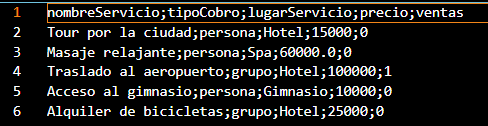 1 nombreServicio;tipoCobro;lugarServicio;precio;ventas
2 Tour por la ciudad;persona;Hotel;15000;0
3 Masaje relajante;persona;Spa;60000.0;0
4 Traslado al aeropuerto;grupo;Hotel;100000;1
5 Acceso al gimnasio;persona;Gimnasio;10000;0
6 Alquiler de bicicletas;grupo;Hotel;25000;0